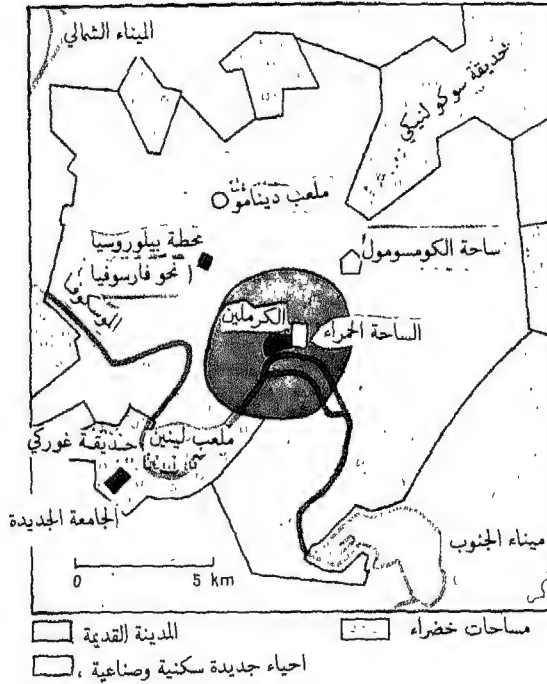 الميناء الشمالي
حديقة سوكولنيكي
ملعب دينامو
محطة بيلوروسيا
(نحو فارسوفيا)
ساحة الكومسومول
الكرملين
الساحة الحمراء
ملعب لينين
حديقة غوركي
الجامعة الجديدة
ميناء الجنوب
0 5 km
مساحات خضراء
المدينة القديمة
احياء جديدة سكنية وصناعية